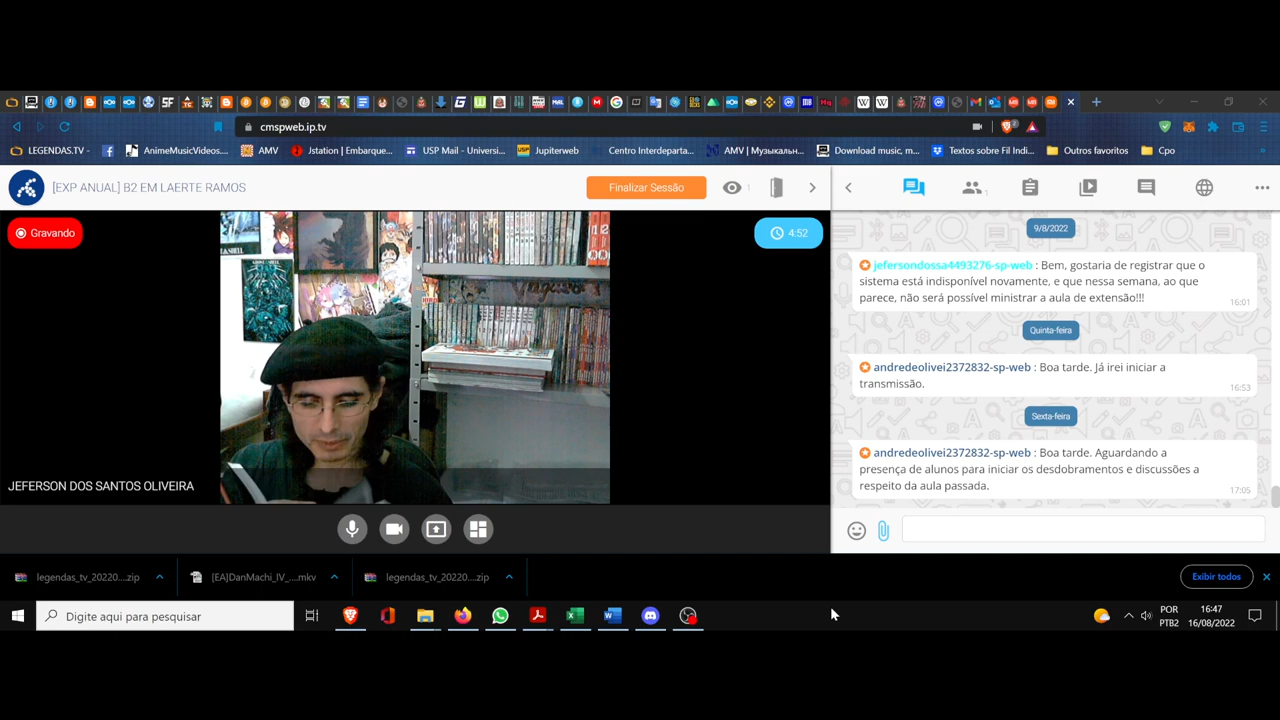 cmspweb.ip.tv
LEGENDAS.TV - AnimeMusicVideos... AMV Jstation | Embarque... USP Mail - Universi... Jupiterweb Centro Interdeparta... AMV | Музыкальн... Download music, m... Textos sobre Fil Indi... Outros favoritos Cpo
[EXP ANUAL] B2 EM LAERTE RAMOS
Finalizar Sessão
1
1
Gravando
4:52
JEFERSON DOS SANTOS OLIVEIRA
9/8/2022
jefersondossa4493276-sp-web : Bem, gostaria de registrar que o
sistema está indisponível novamente, e que nessa semana, ao que
parece, não será possível ministrar a aula de extensão!!!
16:01
Quinta-feira
andredeolivei2372832-sp-web : Boa tarde. Já irei iniciar a
transmissão.
16:53
Sexta-feira
andredeolivei2372832-sp-web : Boa tarde. Aguardando a
presença de alunos para iniciar os desdobramentos e discussões a
respeito da aula passada.
17:05
legendas_tv_20220....zip [EA]DanMachi_IV_....mkv legendas_tv_20220....zip
Exibir todos
Digite aqui para pesquisar
POR
PTB2
16:47
16/08/2022